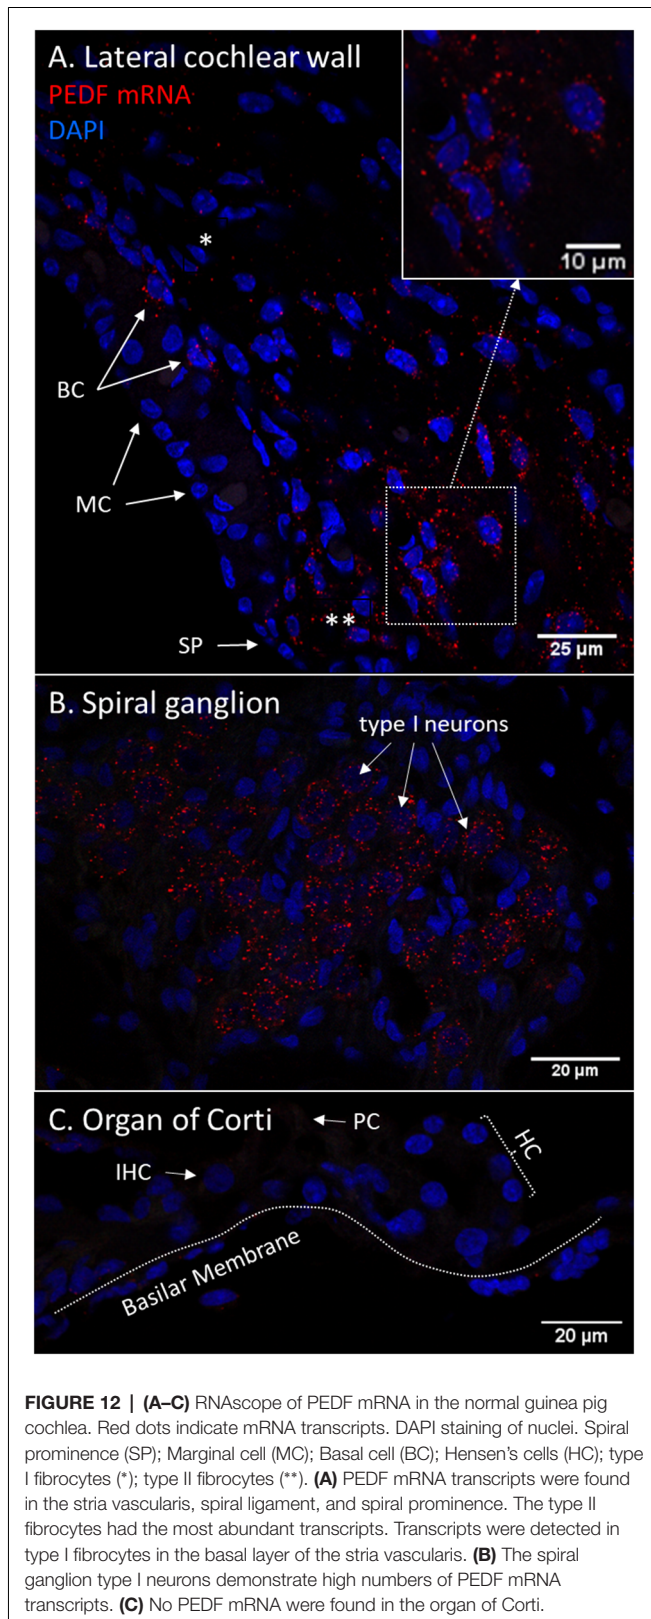 A. Lateral cochlear wall
PEDF mRNA
DAPI
*
10 µm
BC
MC
**
SP
25 µm
B. Spiral ganglion
type I neurons
20 µm
C. Organ of Corti
PC
HC
IHC
Basilar Membrane
20 µm
FIGURE 12 | (A–C) RNAscope of PEDF mRNA in the normal guinea pig
cochlea. Red dots indicate mRNA transcripts. DAPI staining of nuclei. Spiral
prominence (SP); Marginal cell (MC); Basal cell (BC); Hensen's cells (HC); type
I fibrocytes (*); type II fibrocytes (**). (A) PEDF mRNA transcripts were found
in the stria vascularis, spiral ligament, and spiral prominence. The type II
fibrocytes had the most abundant transcripts. Transcripts were detected in
type I fibrocytes in the basal layer of the stria vascularis. (B) The spiral
ganglion type I neurons demonstrate high numbers of PEDF mRNA
transcripts. (C) No PEDF mRNA were found in the organ of Corti.